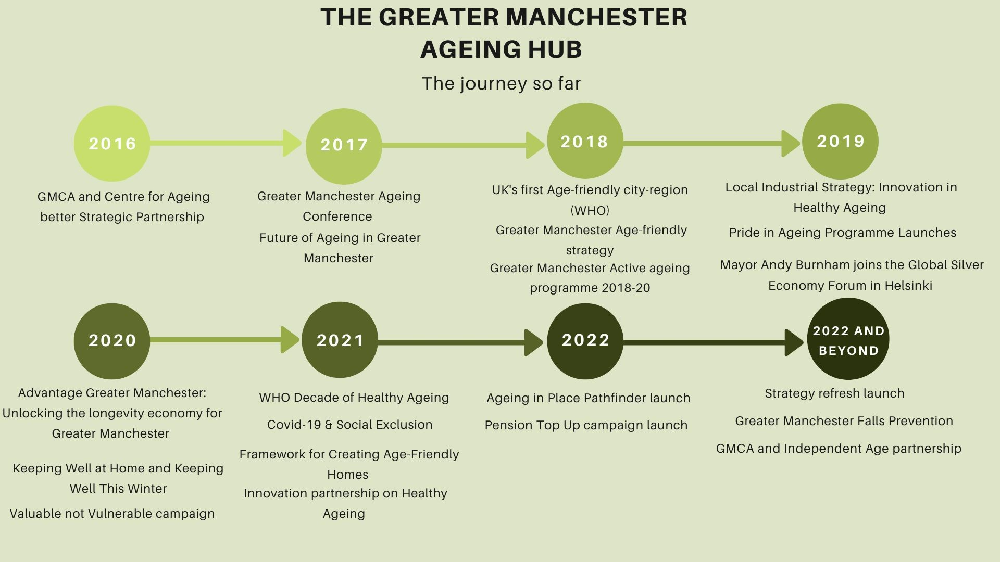 THE GREATER MANCHESTER
AGEING HUB
The journey so far
2016
GMCA and Centre for Ageing
better Strategic Partnership
2017
Greater Manchester Ageing
Conference
Future of Ageing in Greater
Manchester
2018
UK's first Age-friendly city-region
(WHO)
Greater Manchester Age-friendly
strategy
Greater Manchester Active ageing
programme 2018-20
2019
Local Industrial Strategy: Innovation in
Healthy Ageing
Pride in Ageing Programme Launches
Mayor Andy Burnham joins the Global Silver
Economy Forum in Helsinki
2020
Advantage Greater Manchester:
Unlocking the longevity economy for
Greater Manchester
Keeping Well at Home and Keeping
Well This Winter
Valuable not Vulnerable campaign
2021
WHO Decade of Healthy Ageing
Covid-19 & Social Exclusion
Framework for Creating Age-Friendly
Homes
Innovation partnership on Healthy
Ageing
2022
Ageing in Place Pathfinder launch
Pension Top Up campaign launch
2022 AND
BEYOND
Strategy refresh launch
Greater Manchester Falls Prevention
GMCA and Independent Age partnership